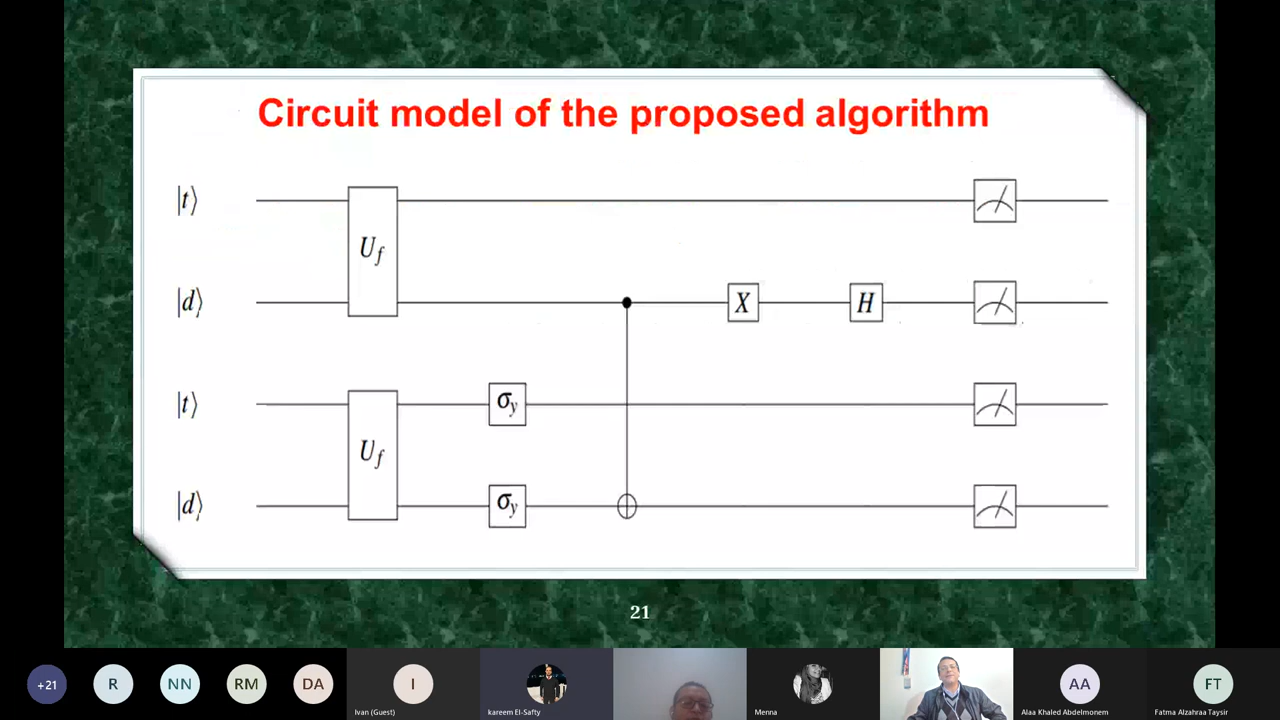 Circuit model of the proposed algorithm
|t⟩
U_f
|d⟩
X
H
|t⟩
σ_y
U_f
|d⟩
σ_y
21
+21
R
NN
RM
DA
I
AA
FT
Ivan (Guest)
kareem El-Safty
Menna
Alaa Khaled Abdelmonem
Fatma Alzahraa Taysir